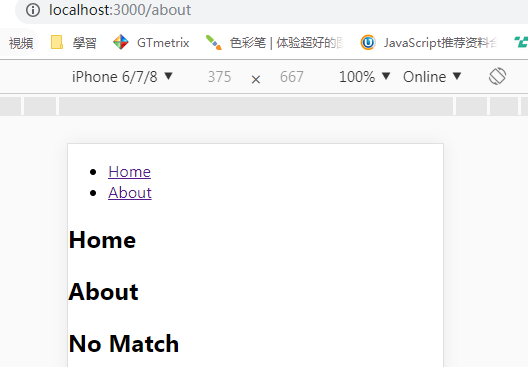 localhost:3000/about
視頻 學習 GTmetrix 色彩笔 | 体验超好的 JavaScript推荐资料
iPhone 6/7/8 ▼ 375 × 667 100% ▼ Online ▼
Home
About
Home
About
No Match